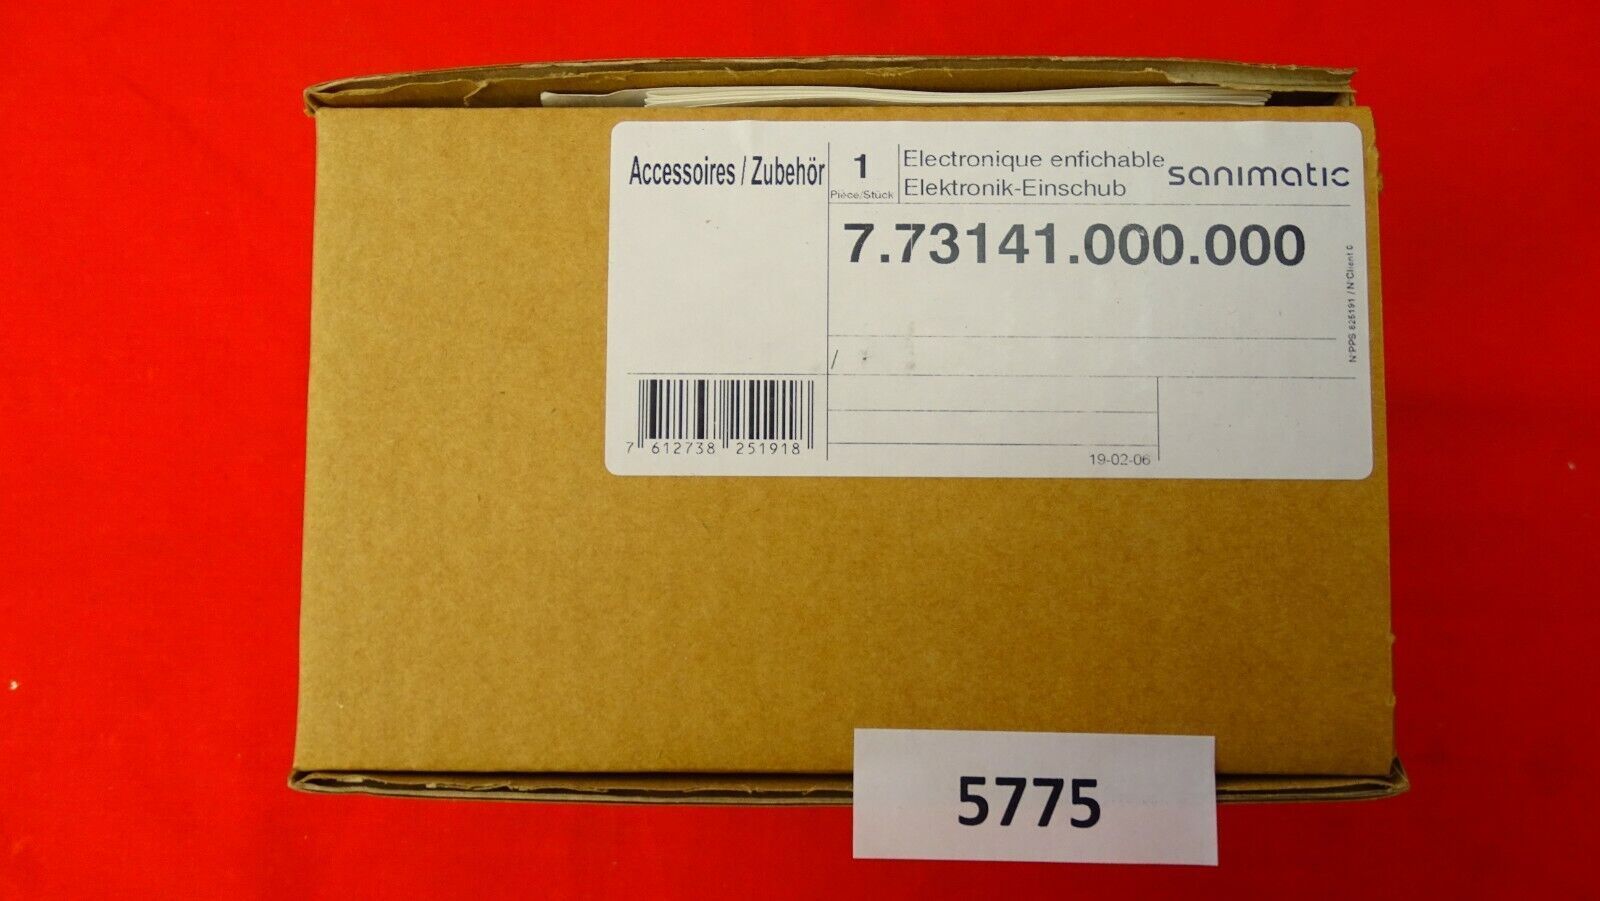 Accessoires / Zubehör
1
Pièce/Stück
Electronique enfichable
Elektronik-Einschub
sanimatic
7.73141.000.000
N°PPS 825191 / N°Client 0
/
7 612738 251918
19-02-06
5775